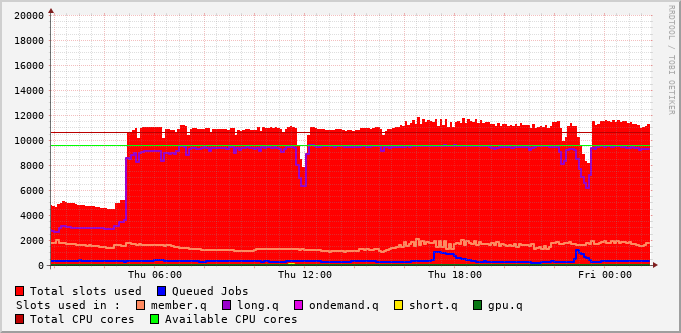 20000
18000
16000
14000
12000
10000
8000
6000
4000
2000
0
Thu 06:00 Thu 12:00 Thu 18:00 Fri 00:00
RRDTOOL / TOBI OETIKER
Total slots used Queued Jobs
Slots used in : member.q long.q ondemand.q short.q gpu.q
Total CPU cores Available CPU cores